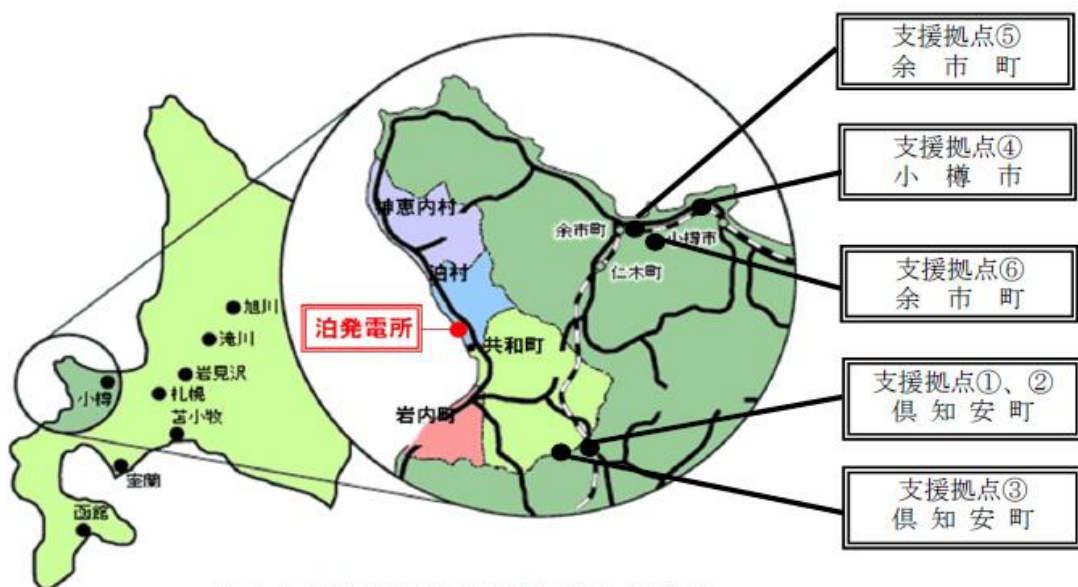 支援拠点⑤
余市町
支援拠点④
小樽市
支援拠点⑥
余市町
支援拠点①、②
倶知安町
支援拠点③
倶知安町
神恵内村
泊村
泊発電所
共和町
岩内町
余市町
小樽市
仁木町
旭川
滝川
岩見沢
札幌
小樽
苫小牧
室蘭
函館